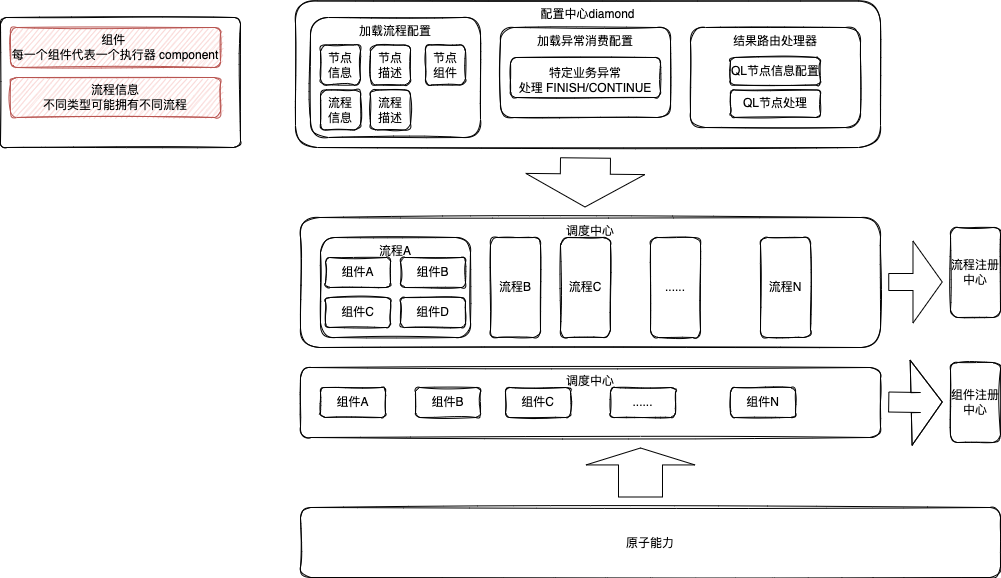 组件
每一个组件代表一个执行器 component
流程信息
不同类型可能拥有不同流程
配置中心diamond
加载流程配置
节点
信息
节点
描述
节点
组件
流程
信息
流程
描述
加载异常消费配置
特定业务异常
处理 FINISH/CONTINUE
结果路由处理器
QL节点信息配置
QL节点处理
调度中心
流程A
组件A
组件B
组件C
组件D
流程B
流程C
......
流程N
流程注册
中心
调度中心
组件A
组件B
组件C
......
组件N
组件注册
中心
原子能力